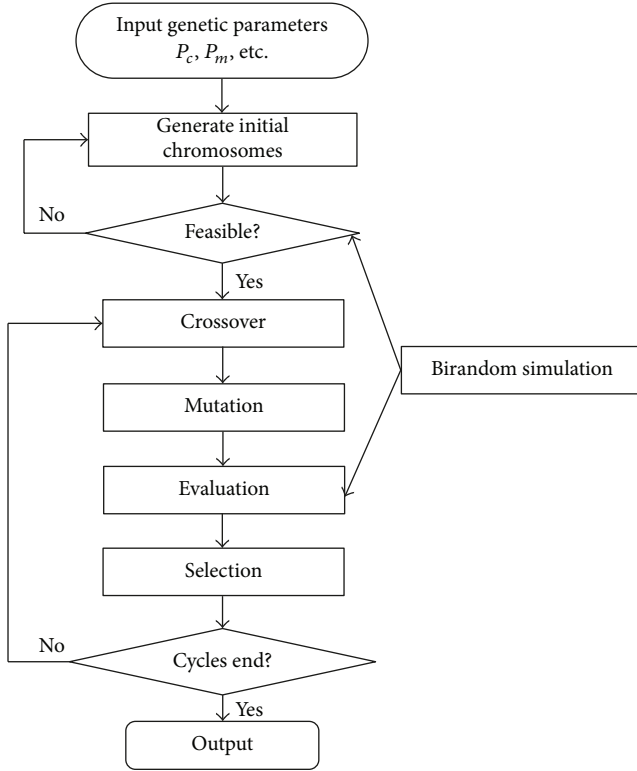 Input genetic parameters
P_c, P_m, etc.
Generate initial
chromosomes
No
Feasible?
Yes
Crossover
Birandom simulation
Mutation
Evaluation
Selection
No
Cycles end?
Yes
Output